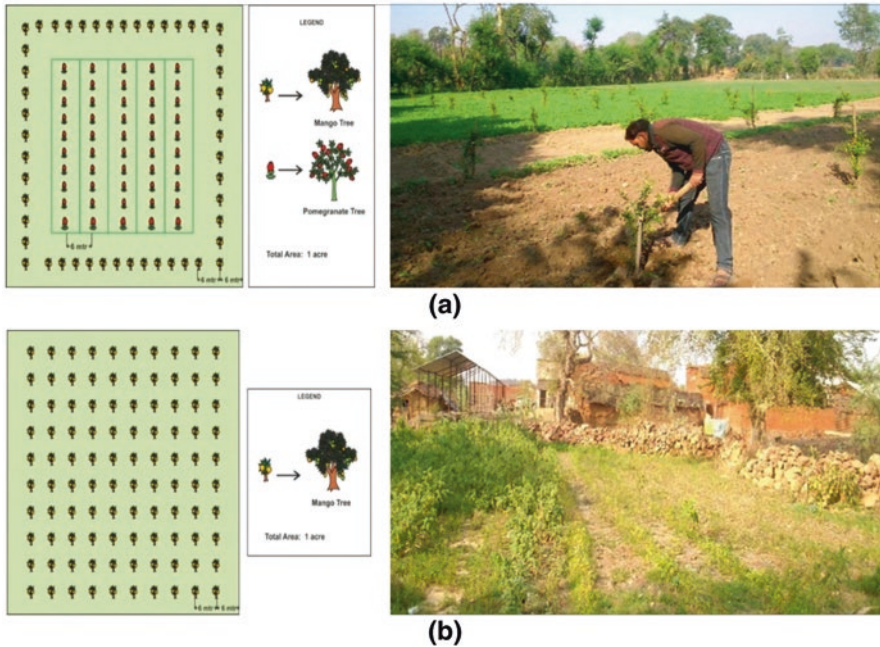 LEGEND
Mango Tree
Pomegranate Tree
Total Area: 1 acre
6 mtr
6 mtr 6 mtr
(a)
LEGEND
Mango Tree
Total Area: 1 acre
6 mtr 6 mtr
(b)